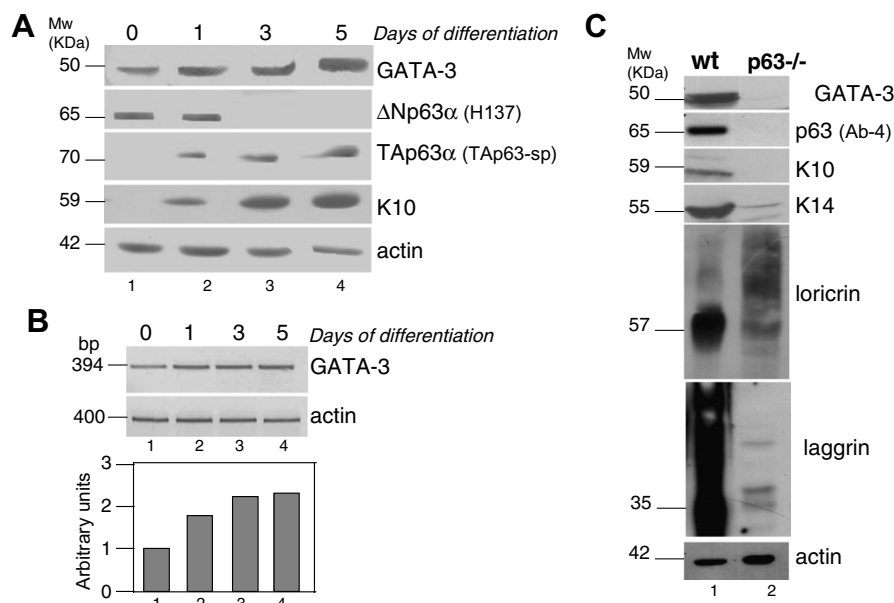 A
Mw
(KDa)
0 1 3 5 Days of differentiation
50 GATA-3
65 ΔNp63α (H137)
70 TAp63α (TAp63-sp)
59 K10
42 actin
1 2 3 4
B
0 1 3 5 Days of differentiation
bp
394 GATA-3
400 actin
1 2 3 4
Arbitrary units
3
2
1
0
1 2 3 4
C
Mw
(KDa)
wt p63-/-
50 GATA-3
65 p63 (Ab-4)
59 K10
55 K14
loricrin
57
laggrin
35
42 actin
1 2